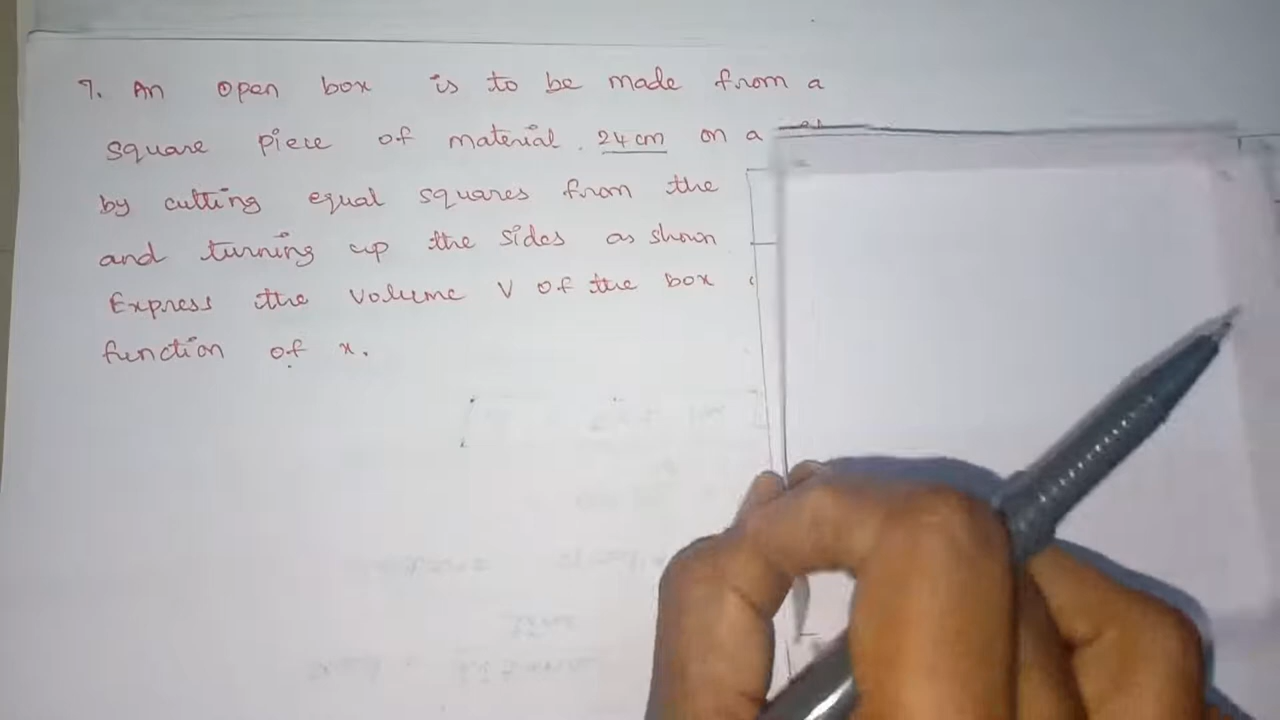 7. An open box is to be made from a
square piece of material. 24 cm on a
by cutting equal squares from the
and turning up the sides as shown
Express the volume V of the box
function of x.